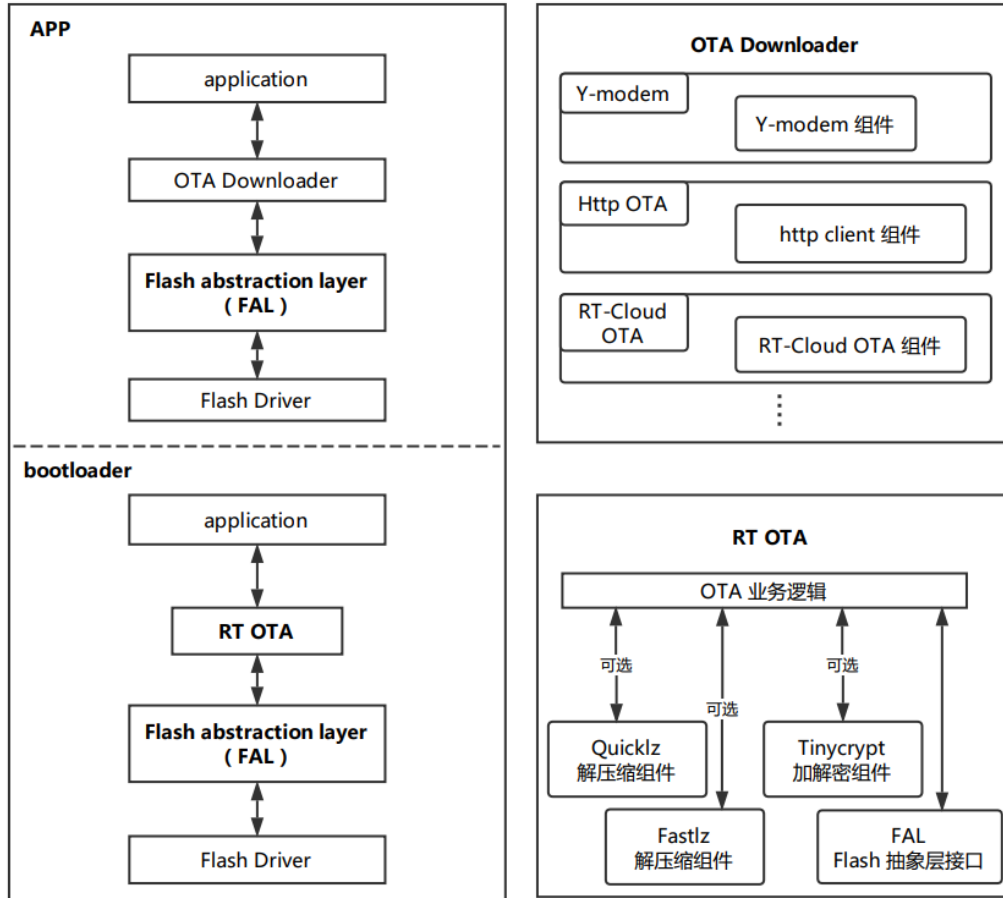 APP
application
OTA Downloader
Flash abstraction layer
( FAL )
Flash Driver
bootloader
application
RT OTA
Flash abstraction layer
( FAL )
Flash Driver
OTA Downloader
Y-modem
Y-modem 组件
Http OTA
http client 组件
RT-Cloud
OTA
RT-Cloud OTA 组件
RT OTA
OTA 业务逻辑
可选
可选
可选
Quicklz
解压缩组件
Tinycrypt
加解密组件
Fastlz
解压缩组件
FAL
Flash 抽象层接口